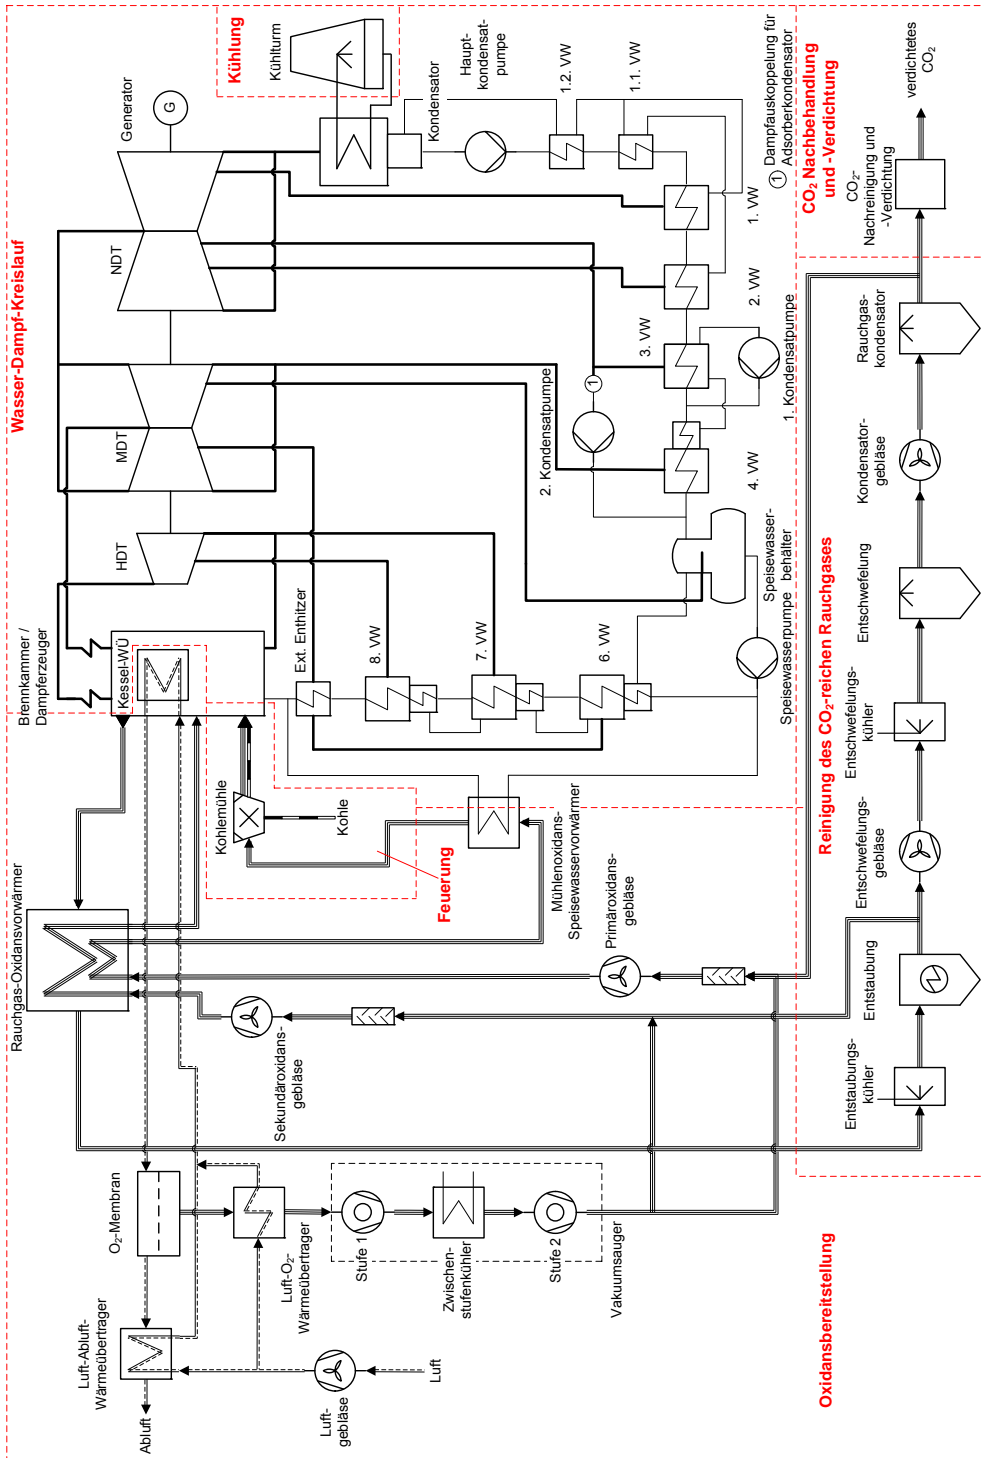 Wasser-Dampf-Kreislauf
Kühlung
Kühlturm
Generator
G
NDT
MDT
HDT
Kondensator
Haupt-
kondensat-
pumpe
1.2. VW
1.1. VW
1
Dampfauskoppelung für
Adsorberkondensator
1. VW
2. VW
3. VW
4. VW
1
2. Kondensatpumpe
1. Kondensatpumpe
Speisewasser-
behälter
Speisewasserpumpe
6. VW
7. VW
8. VW
Ext. Enthitzer
Brennkammer /
Dampferzeuger
Kessel-WÜ
Kohlemühle
Kohle
Feuerung
Mühlenoxidans-
Speisewasservorwärmer
Rauchgas-Oxidansvorwärmer
Primäroxidans-
gebläse
Sekundäroxidans-
gebläse
O₂-Membran
Luft-O₂-
Wärmeübertrager
Luft-Abluft-
Wärmeübertrager
Abluft
Luft-
gebläse
Luft
Stufe 1
Zwischen-
stufenkühler
Stufe 2
Vakuumsauger
Oxidansbereitstellung
Reinigung des CO₂-reichen Rauchgases
Entstaubungs-
kühler
Entstaubung
Entschwefelungs-
gebläse
Entschwefelungs-
kühler
Entschwefelung
Kondensator-
gebläse
Rauchgas-
kondensator
CO₂ Nachbehandlung
und -Verdichtung
CO₂-
Nachreinigung und
-Verdichtung
verdichtetes
CO₂